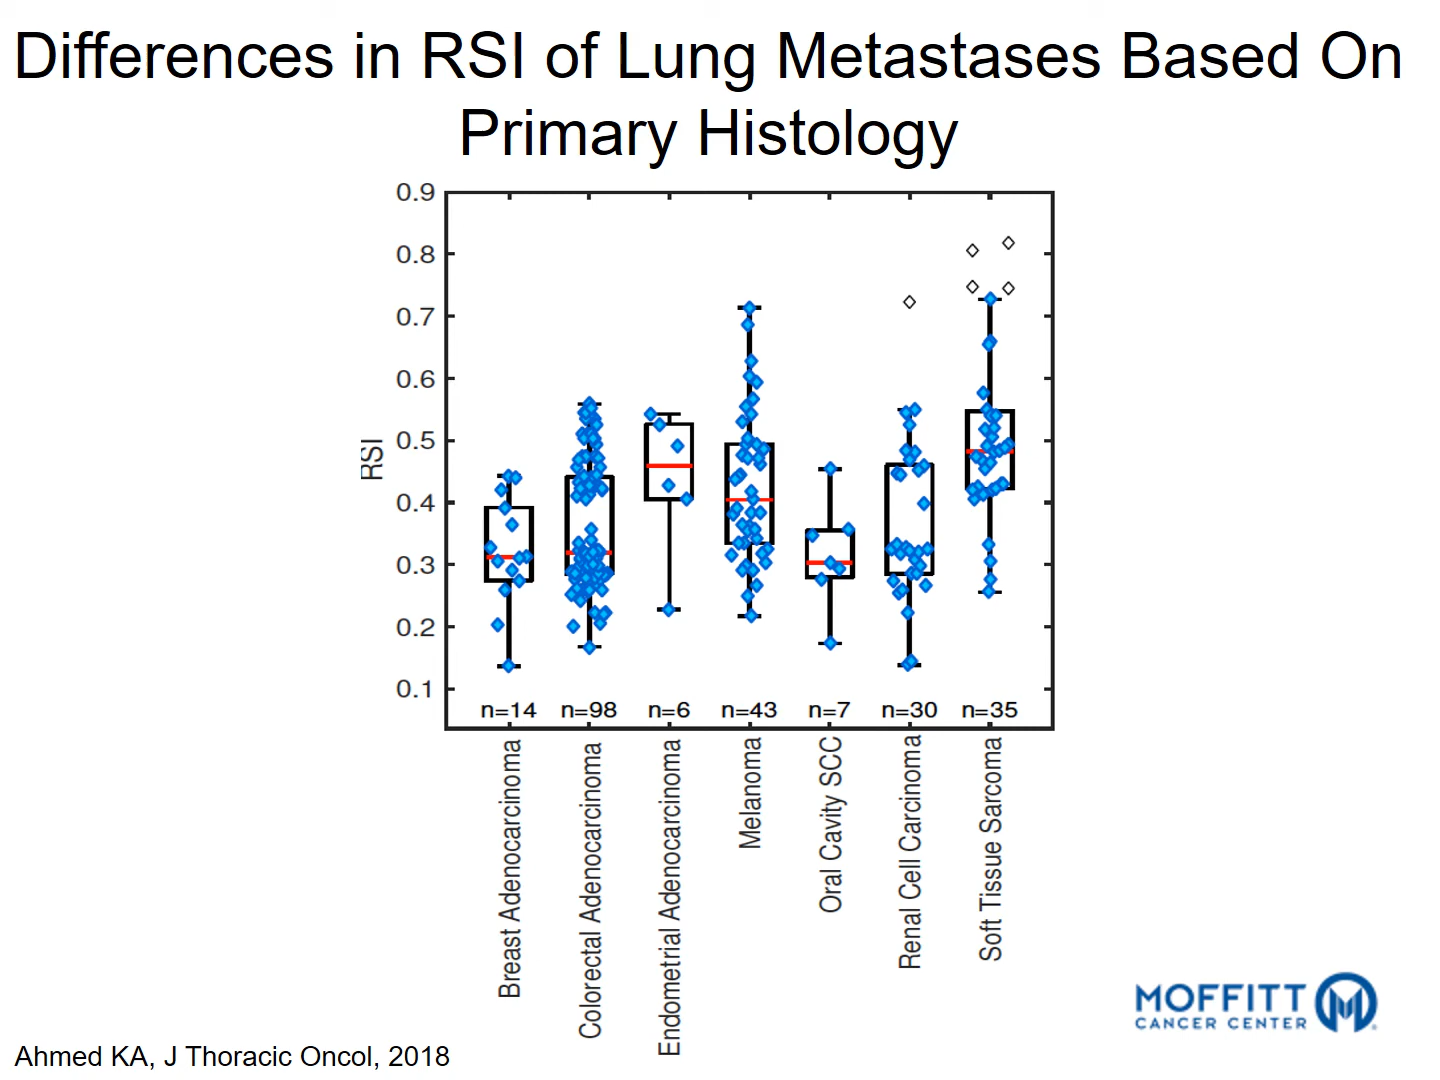 Differences in RSI of Lung Metastases Based On
Primary Histology
0.9
0.8
0.7
0.6
0.5
0.4
0.3
0.2
0.1
RSI
n=14 n=98 n=6 n=43 n=7 n=30 n=35
Breast Adenocarcinoma
Colorectal Adenocarcinoma
Endometrial Adenocarcinoma
Melanoma
Oral Cavity SCC
Renal Cell Carcinoma
Soft Tissue Sarcoma
MOFFITT
CANCER CENTER
Ahmed KA, J Thoracic Oncol, 2018